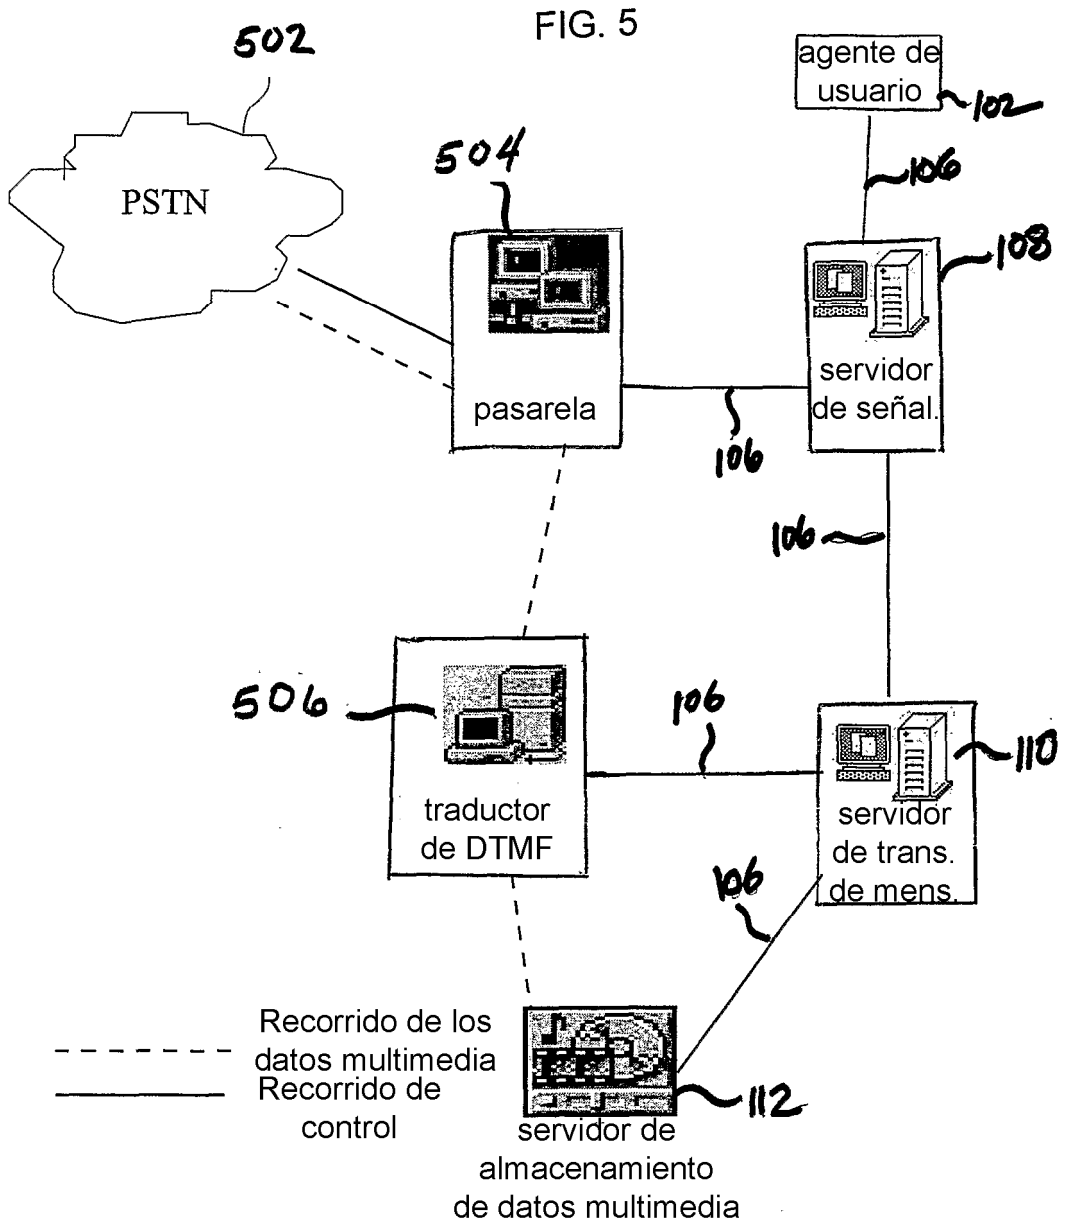 FIG. 5
502
agente de
usuario
102
504
106
PSTN
108
servidor
de señal.
pasarela
106
106
506
106
110
traductor
de DTMF
servidor
de trans.
de mens.
106
Recorrido de los
datos multimedia
Recorrido de
control
112
servidor de
almacenamiento
de datos multimedia